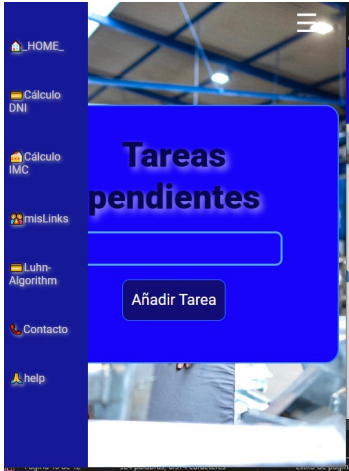 _HOME_
Cálculo
DNI
Cálculo
IMC
misLinks
Luhn-
Algorithm
Contacto
help
Tareas
pendientes
Añadir Tarea